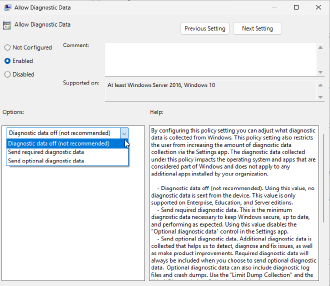 Allow Diagnostic Data
Allow Diagnostic Data
Previous Setting
Next Setting
Not Configured
Comment:
Enabled
Disabled
Supported on:
At least Windows Server 2016, Windows 10
Options:
Help:
Diagnostic data off (not recommended)
Diagnostic data off (not recommended)
Send required diagnostic data
Send optional diagnostic data
By configuring this policy setting you can adjust what diagnostic
data is collected from Windows. This policy setting also restricts
the user from increasing the amount of diagnostic data
collection via the Settings app. The diagnostic data collected
under this policy impacts the operating system and apps that are
considered part of Windows and does not apply to any
additional apps installed by your organization.
- Diagnostic data off (not recommended). Using this value, no
diagnostic data is sent from the device. This value is only
supported on Enterprise, Education, and Server editions.
- Send required diagnostic data. This is the minimum
diagnostic data necessary to keep Windows secure, up to date,
and performing as expected. Using this value disables the
"Optional diagnostic data" control in the Settings app.
- Send optional diagnostic data. Additional diagnostic data is
collected that helps us to detect, diagnose and fix issues, as well
as make product improvements. Required diagnostic data will
always be included when you choose to send optional diagnostic
data. Optional diagnostic data can also include diagnostic log
files and crash dumps. Use the "Limit Dump Collection" and the